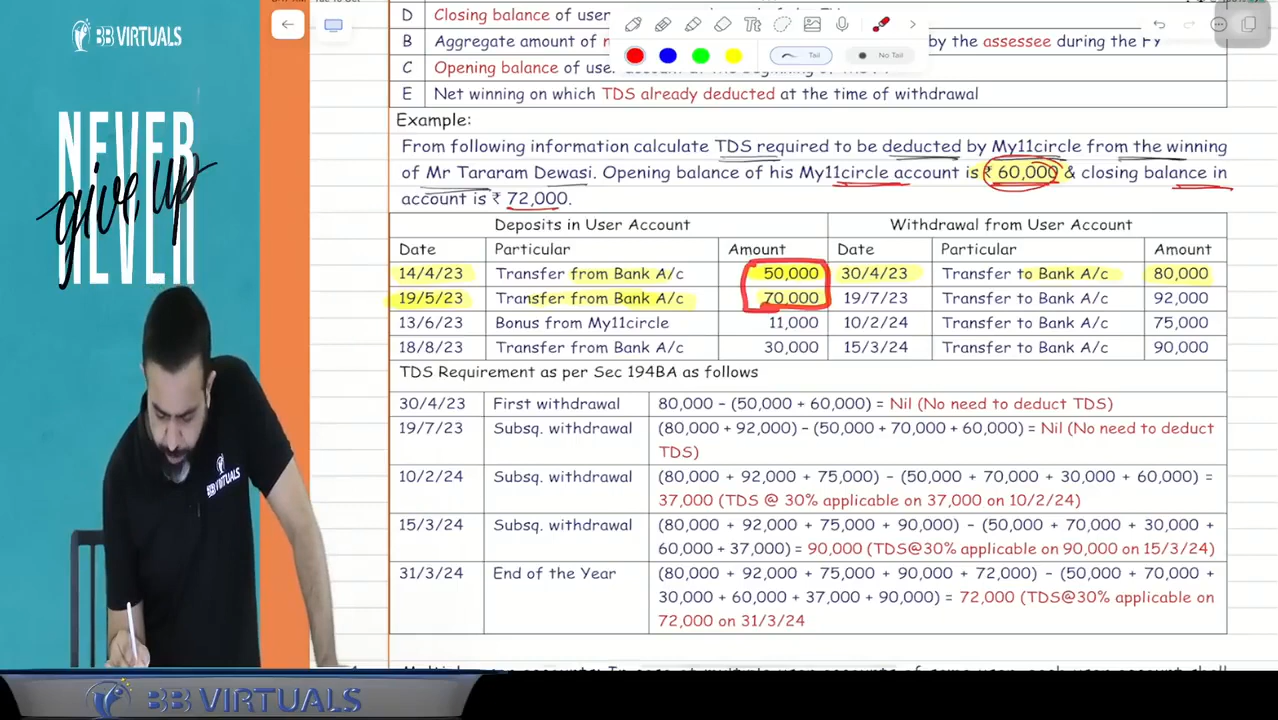 BB VIRTUALS
NEVER
give up
NEVER
BB VIRTUALS
D Closing balance of user
B Aggregate amount of by the assessee during the FY
C Opening balance of user account at the beginning of the
E Net winning on which TDS already deducted at the time of withdrawal
Tail
No Tail
Example:
From following information calculate TDS required to be deducted by My11circle from the winning
of Mr Tararam Dewasi. Opening balance of his My11circle account is ₹ 60,000 & closing balance in
account is ₹ 72,000.
Deposits in User Account Withdrawal from User Account
Date Particular Amount Date Particular Amount
14/4/23 Transfer from Bank A/c 50,000 30/4/23 Transfer to Bank A/c 80,000
19/5/23 Transfer from Bank A/c 70,000 19/7/23 Transfer to Bank A/c 92,000
13/6/23 Bonus from My11circle 11,000 10/2/24 Transfer to Bank A/c 75,000
18/8/23 Transfer from Bank A/c 30,000 15/3/24 Transfer to Bank A/c 90,000
TDS Requirement as per Sec 194BA as follows
30/4/23 First withdrawal 80,000 – (50,000 + 60,000) = Nil (No need to deduct TDS)
19/7/23 Subsq. withdrawal (80,000 + 92,000) – (50,000 + 70,000 + 60,000) = Nil (No need to deduct
TDS)
10/2/24 Subsq. withdrawal (80,000 + 92,000 + 75,000) – (50,000 + 70,000 + 30,000 + 60,000) =
37,000 (TDS @ 30% applicable on 37,000 on 10/2/24)
15/3/24 Subsq. withdrawal (80,000 + 92,000 + 75,000 + 90,000) – (50,000 + 70,000 + 30,000 +
60,000 + 37,000) = 90,000 (TDS@30% applicable on 90,000 on 15/3/24)
31/3/24 End of the Year (80,000 + 92,000 + 75,000 + 90,000 + 72,000) – (50,000 + 70,000 +
30,000 + 60,000 + 37,000 + 90,000) = 72,000 (TDS@30% applicable on
72,000 on 31/3/24
BB VIRTUALS